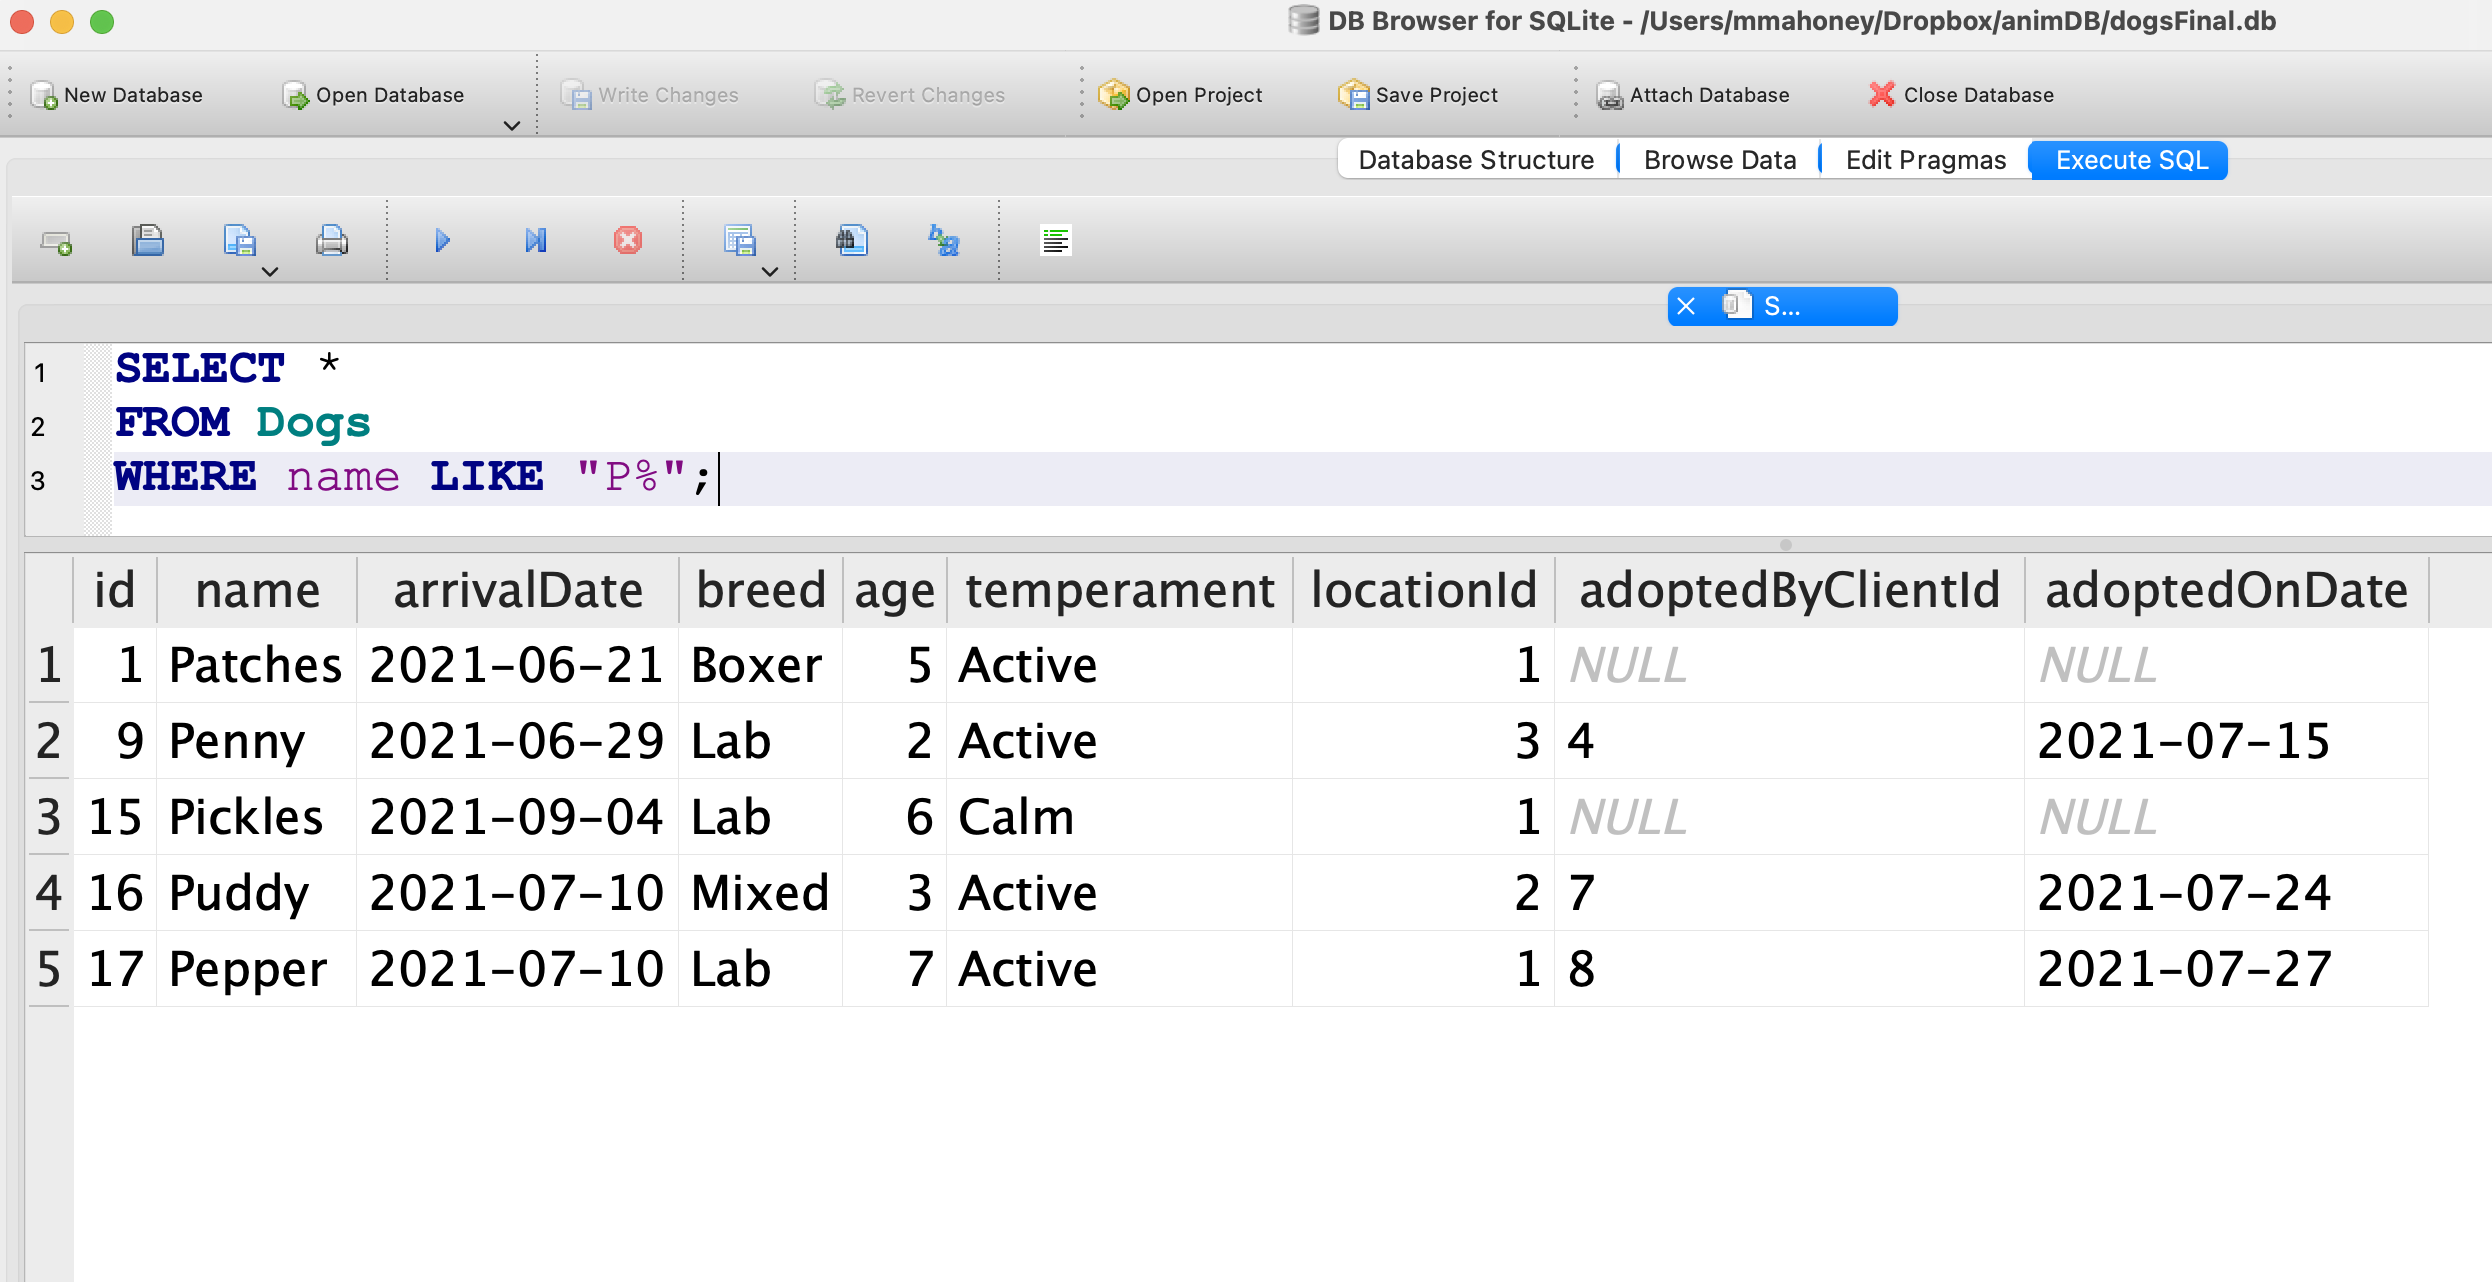 DB Browser for SQLite - /Users/mmahoney/Dropbox/animDB/dogsFinal.db
New Database Open Database Write Changes Revert Changes Open Project Save Project Attach Database Close Database
Database Structure Browse Data Edit Pragmas Execute SQL
S...
1 SELECT *
2 FROM Dogs
3 WHERE name LIKE "P%";
id name arrivalDate breed age temperament locationId adoptedByClientId adoptedOnDate
1 1 Patches 2021-06-21 Boxer 5 Active 1 NULL NULL
2 9 Penny 2021-06-29 Lab 2 Active 3 4 2021-07-15
3 15 Pickles 2021-09-04 Lab 6 Calm 1 NULL NULL
4 16 Puddy 2021-07-10 Mixed 3 Active 2 7 2021-07-24
5 17 Pepper 2021-07-10 Lab 7 Active 1 8 2021-07-27